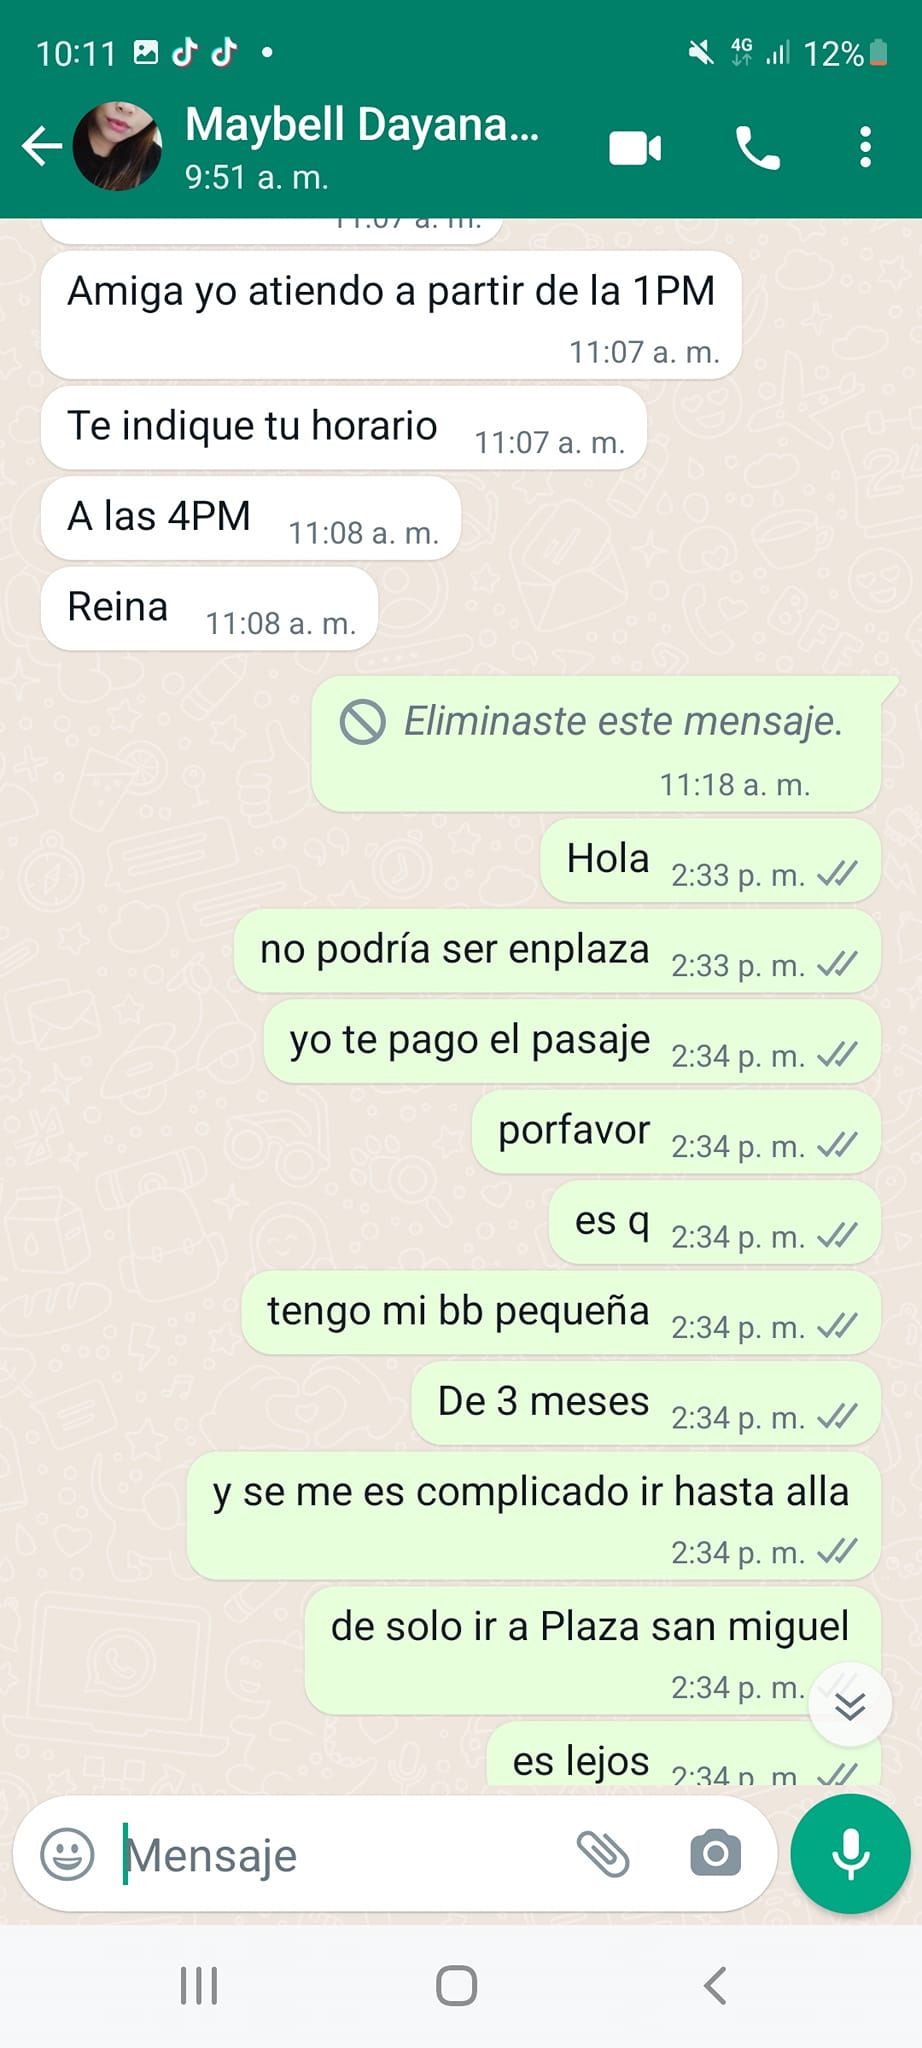 10:11
4G
12%
Maybell Dayana...
9:51 a. m.
11:07 a. m.
Amiga yo atiendo a partir de la 1PM
11:07 a. m.
Te indique tu horario 11:07 a. m.
A las 4PM 11:08 a. m.
Reina 11:08 a. m.
Eliminaste este mensaje.
11:18 a. m.
Hola 2:33 p. m.
no podría ser enplaza 2:33 p. m.
yo te pago el pasaje 2:34 p. m.
porfavor 2:34 p. m.
es q 2:34 p. m.
tengo mi bb pequeña 2:34 p. m.
De 3 meses 2:34 p. m.
y se me es complicado ir hasta alla
2:34 p. m.
de solo ir a Plaza san miguel
2:34 p. m.
es lejos 2:34 p. m.
Mensaje